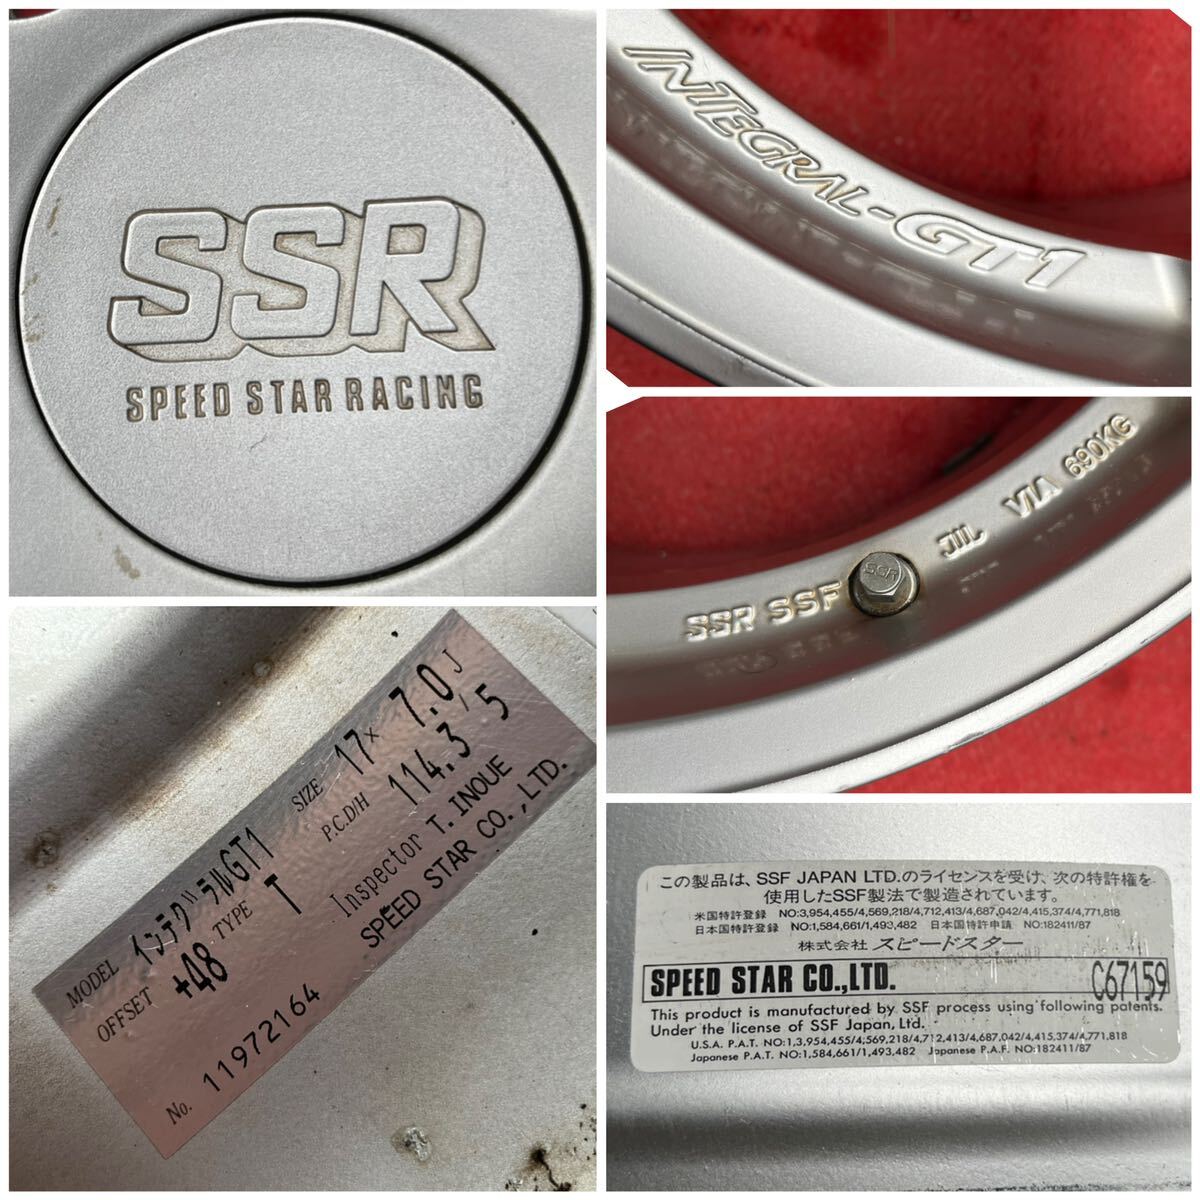 SSR
SPEED STAR RACING
INTEGRAL-GT1
SSR SSF
SSR
JWL VIA 690KG
MODEL インテグラルGT1 SIZE 17× 7.0J
OFFSET +48 TYPE T P.C.D/H 114.3/5
Inspector T. INOUE
No. 11972164 SPEED STAR CO., LTD.
この製品は、SSF JAPAN LTD.のライセンスを受け、次の特許権を
使用したSSF製法で製造されています。
米国特許登録 NO:3,954,455/4,569,218/4,712,413/4,687,042/4,415,374/4,771,818
日本国特許登録 NO:1,584,661/1,493,482 日本国特許申請 NO:182411/87
株式会社 スピードスター
SPEED STAR CO.,LTD. C67159
This product is manufactured by SSF process using following patents.
Under the license of SSF Japan, Ltd.
U.S.A. P.A.T. NO:1,3,954,455/4,569,218/4,712,413/4,687,042/4,415,374/4,771,818
Japanese P.A.T. NO:1,584,661/1,493,482 Japanese P.A.F. NO:182411/87